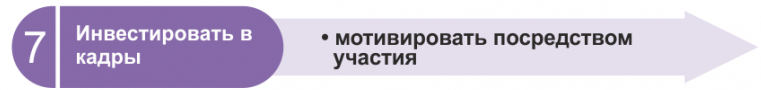 7
Инвестировать в
кадры
• мотивировать посредством
участия